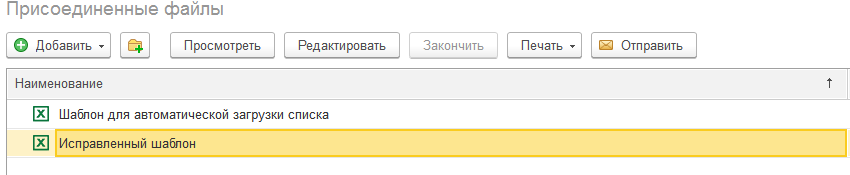 Присоединенные файлы
Добавить Просмотреть Редактировать Закончить Печать Отправить
Наименование
Шаблон для автоматической загрузки списка
Исправленный шаблон